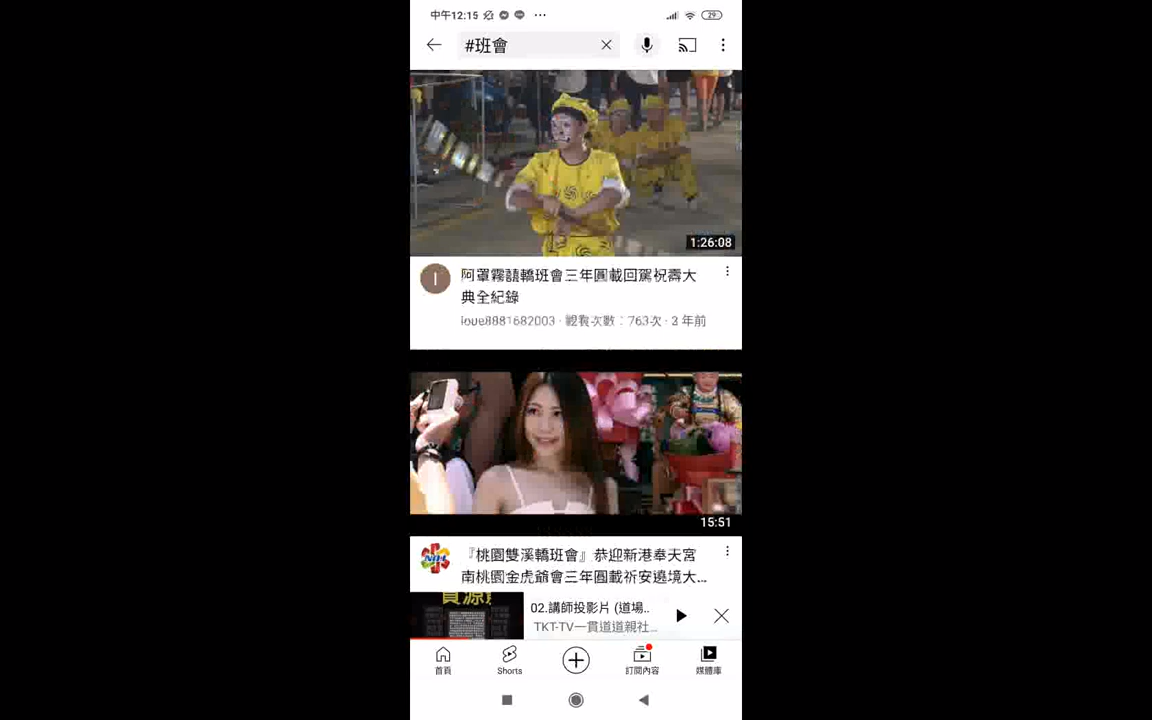 中午12:15
29
#班會
1:26:08
I
阿罩霧讀轎班會三年圓載回駕祝壽大
典全紀錄
love8881682003 · 觀看次數：763次 · 3 年前
15:51
『桃園雙溪轎班會』恭迎新港奉天宮
南桃園金虎爺會三年圓載祈安遶境大...
02.講師投影片 (道場..
TKT-TV一貫道道親社...
首頁
Shorts
訂閱內容
媒體庫